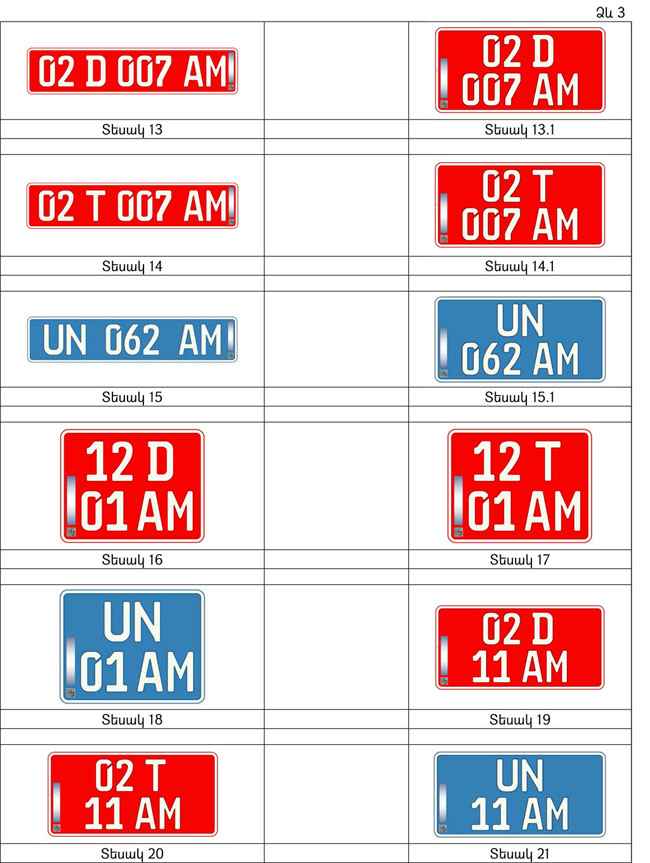 Ձև 3
02 D 007 AM
02 D
007 AM
Տեսակ 13
Տեսակ 13.1
02 T 007 AM
02 T
007 AM
Տեսակ 14
Տեսակ 14.1
UN 062 AM
UN
062 AM
Տեսակ 15
Տեսակ 15.1
12 D
01 AM
12 T
01 AM
Տեսակ 16
Տեսակ 17
UN
01 AM
02 D
11 AM
Տեսակ 18
Տեսակ 19
02 T
11 AM
UN
11 AM
Տեսակ 20
Տեսակ 21